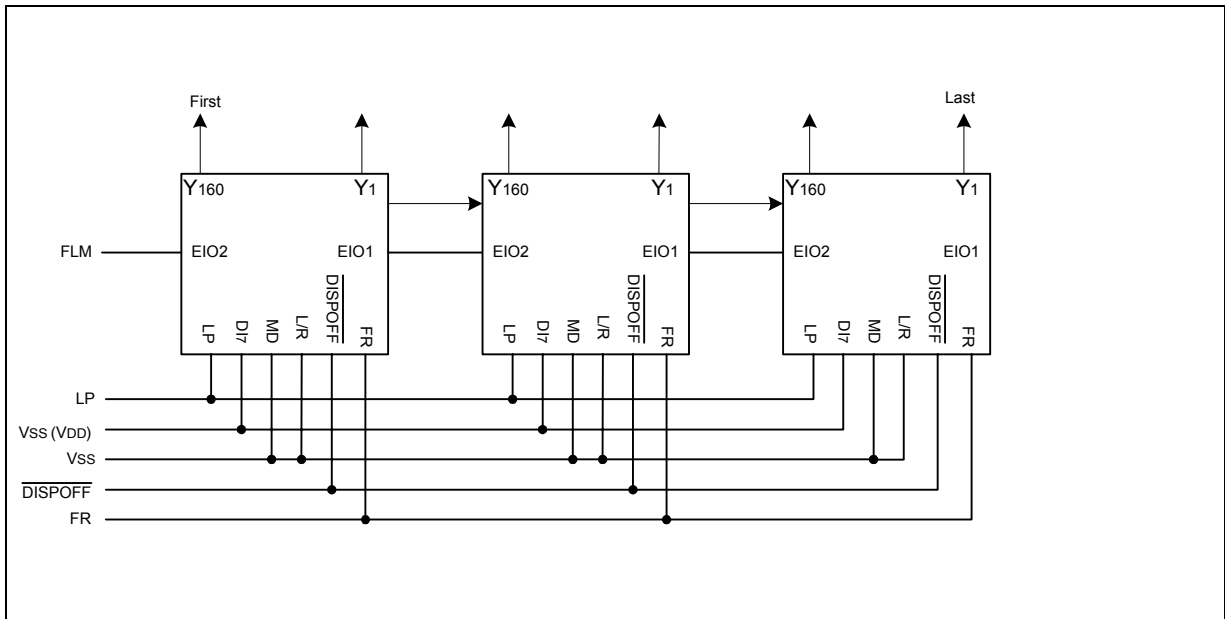 First
Last
Y160 Y1 Y160 Y1 Y160 Y1
FLM EIO2 EIO1 EIO2 EIO1 EIO2 EIO1
LP DI7 MD L/R DISPOFF FR LP DI7 MD L/R DISPOFF FR LP DI7 MD L/R DISPOFF FR
LP
VSS (VDD)
VSS
DISPOFF
FR